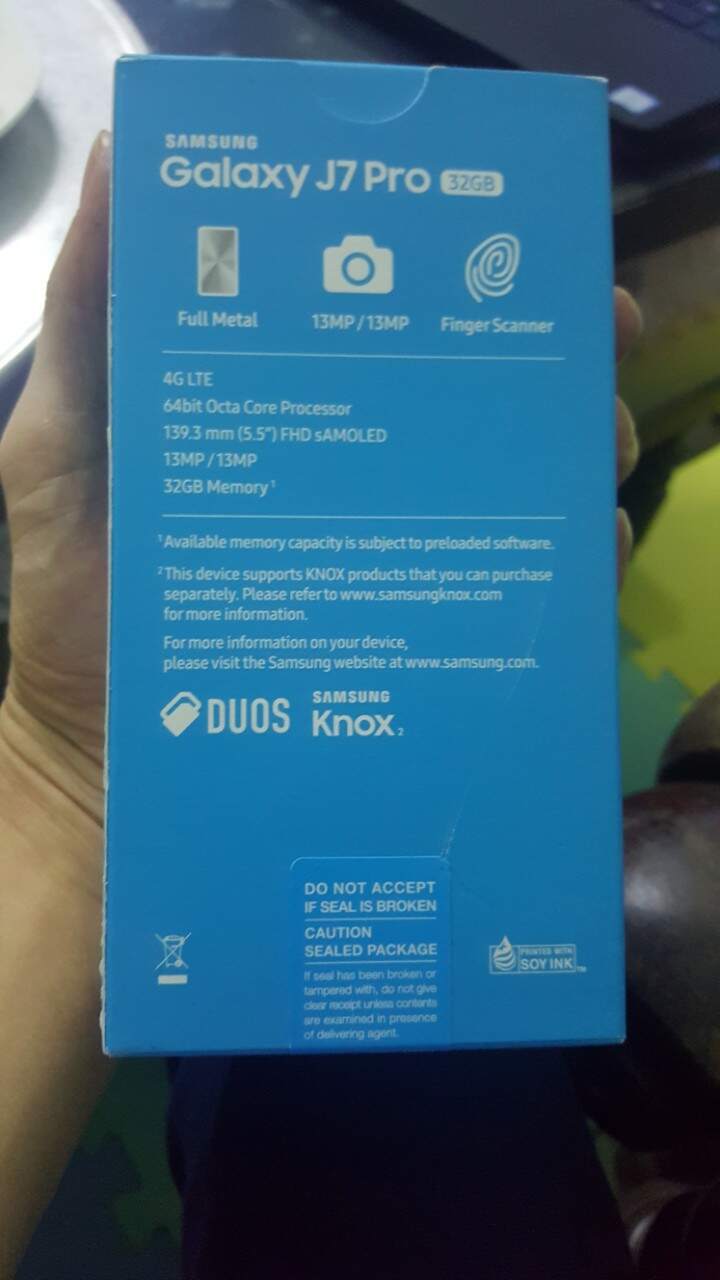 SAMSUNG
Galaxy J7 Pro 32GB
Full Metal
13MP / 13MP
Finger Scanner
4G LTE
64bit Octa Core Processor
139.3 mm (5.5") FHD sAMOLED
13MP / 13MP
32GB Memory¹
¹Available memory capacity is subject to preloaded software.
²This device supports KNOX products that you can purchase
separately. Please refer to www.samsungknox.com
for more information.
For more information on your device,
please visit the Samsung website at www.samsung.com.
DUOS
SAMSUNG
Knox₂
DO NOT ACCEPT
IF SEAL IS BROKEN
CAUTION
SEALED PACKAGE
If seal has been broken or
tampered with, do not give
clear receipt unless contents
are examined in presence
of delivering agent.
PRINTED WITH
SOY INK™